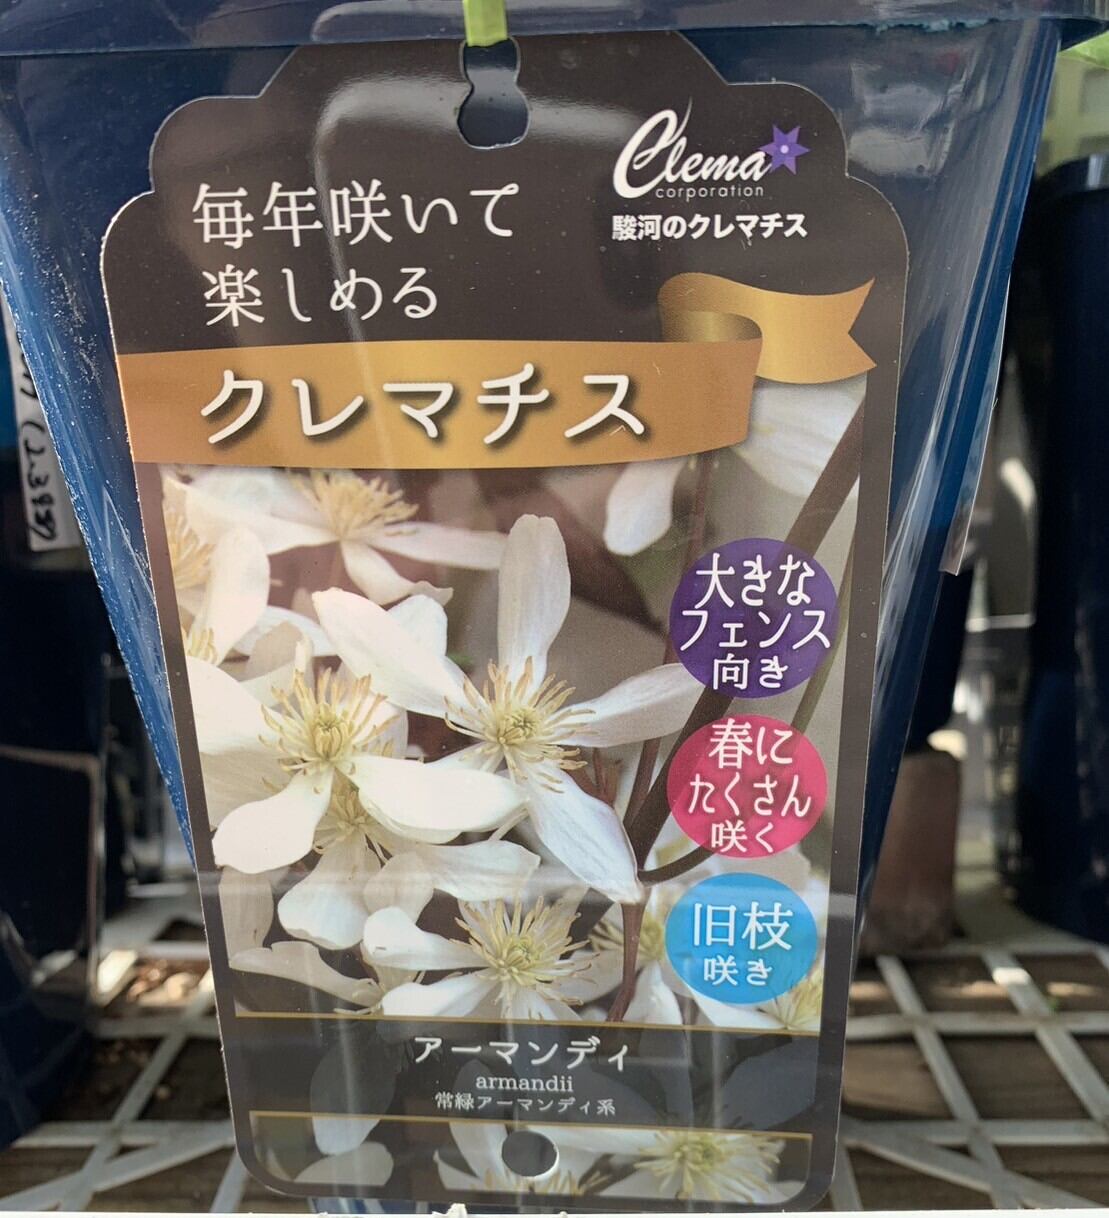 毎年咲いて
楽しめる
Clema
corporation
駿河のクレマチス
クレマチス
大きな
フェンス
向き
春に
たくさん
咲く
旧枝
咲き
アーマンディ
armandii
常緑アーマンディ系